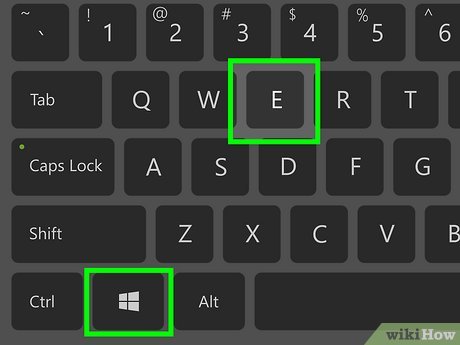 ~ ! @ # $ % ^
` 1 2 3 4 5 6
Tab Q W E R T
Caps Lock A S D F G
Shift Z X C V B
Ctrl Alt
wikiHow